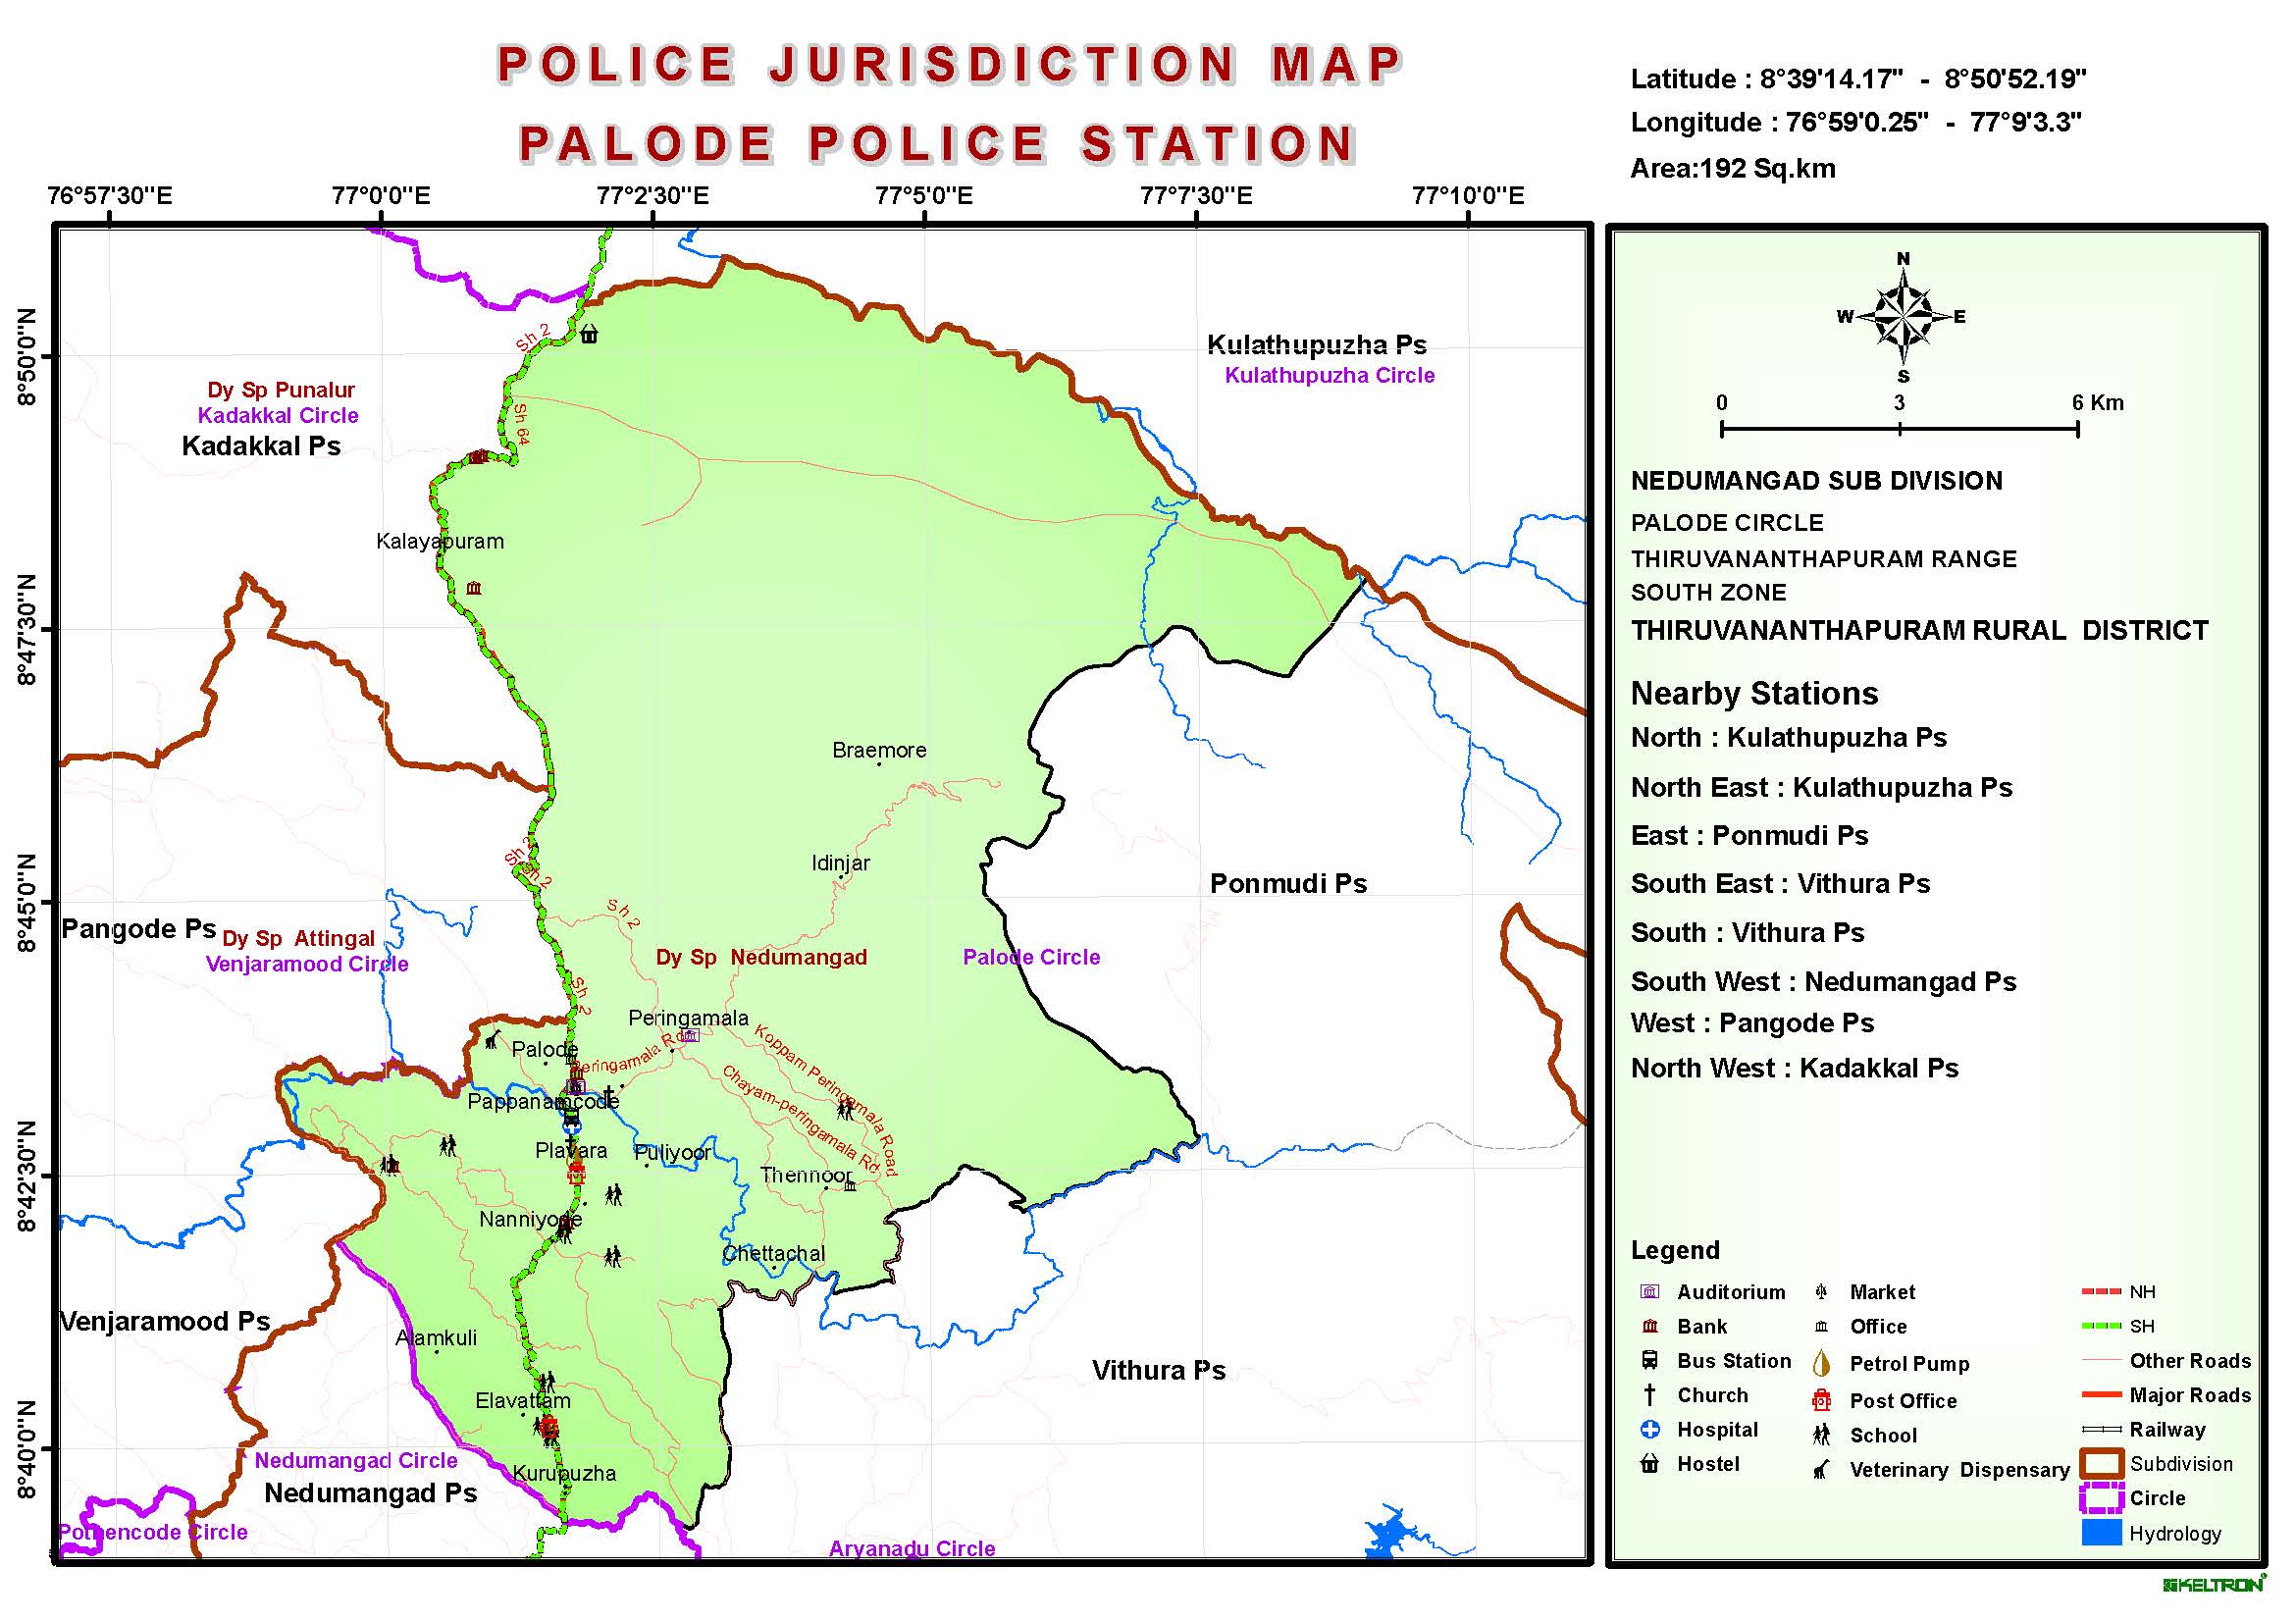 POLICE JURISDICTION MAP
PALODE POLICE STATION
Latitude : 8°39'14.17" - 8°50'52.19"
Longitude : 76°59'0.25" - 77°9'3.3"
Area:192 Sq.km
76°57'30"E
77°0'0"E
77°2'30"E
77°5'0"E
77°7'30"E
77°10'0"E
8°50'0"N
8°47'30"N
8°45'0"N
8°42'30"N
8°40'0"N
Sh 2
Kulathupuzha Ps
Kulathupuzha Circle
Dy Sp Punalur
Kadakkal Circle
Kadakkal Ps
Sh 64
Kalayapuram
Braemore
Idinjar
Sh 2
Sh 2
Sh 2
Ponmudi Ps
Pangode Ps
Dy Sp Attingal
Venjaramood Circle
Dy Sp Nedumangad
Palode Circle
Sh 2
Peringamala
Palode
Peringamala Rd
Koppam Peringamala Road
Chayam-peringamala Rd
Pappanamcode
Plavara
Puliyoor
Thennoor
Nanniyode
Chettachal
Venjaramood Ps
Alamkuli
Vithura Ps
Elavattam
Nedumangad Circle
Kurupuzha
Nedumangad Ps
Pothencode Circle
Aryanadu Circle
N
W
E
S
0
3
6 Km
NEDUMANGAD SUB DIVISION
PALODE CIRCLE
THIRUVANANTHAPURAM RANGE
SOUTH ZONE
THIRUVANANTHAPURAM RURAL DISTRICT
Nearby Stations
North : Kulathupuzha Ps
North East : Kulathupuzha Ps
East : Ponmudi Ps
South East : Vithura Ps
South : Vithura Ps
South West : Nedumangad Ps
West : Pangode Ps
North West : Kadakkal Ps
Legend
Auditorium
Bank
Bus Station
Church
Hospital
Hostel
Market
Office
Petrol Pump
Post Office
School
Veterinary Dispensary
NH
SH
Other Roads
Major Roads
Railway
Subdivision
Circle
Hydrology
KELTRON